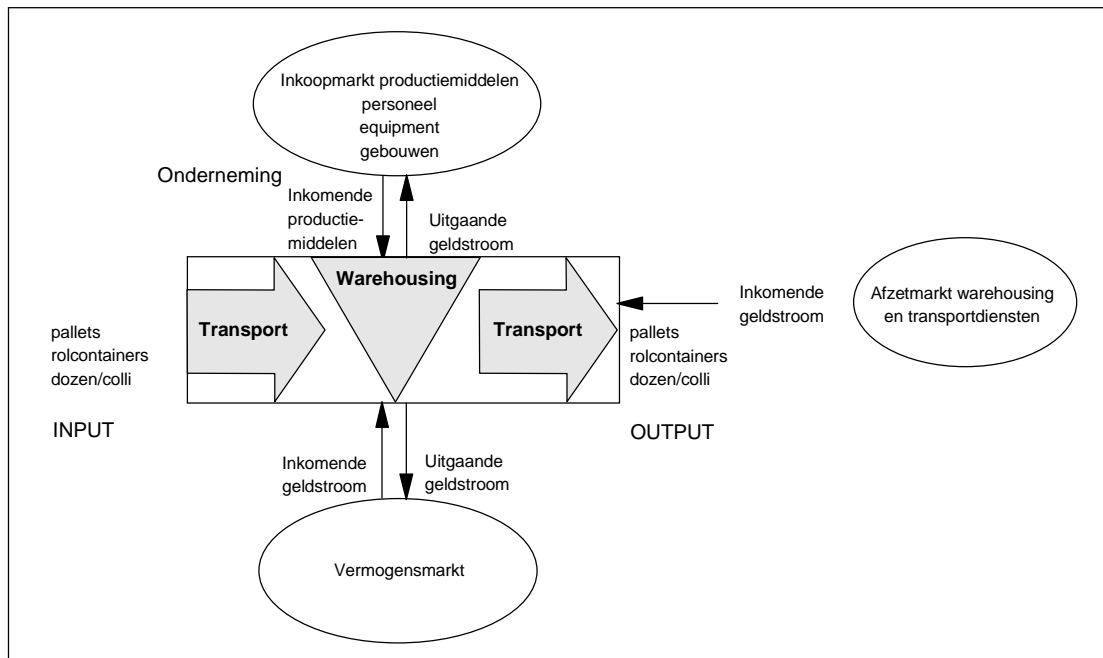 Inkoopmarkt productiemiddelen
personeel
equipment
gebouwen
Onderneming
Inkomende
productie-
middelen
Uitgaande
geldstroom
Warehousing
Transport
Transport
pallets
rolcontainers
dozen/colli
INPUT
Inkomende
geldstroom
Afzetmarkt warehousing
en transportdiensten
pallets
rolcontainers
dozen/colli
OUTPUT
Inkomende
geldstroom
Uitgaande
geldstroom
Vermogensmarkt